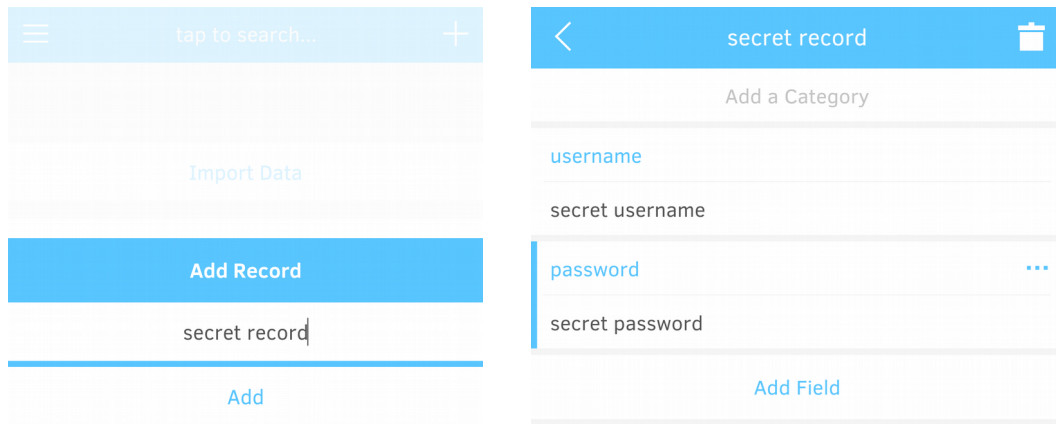 tap to search...
Import Data
Add Record
secret record
Add
secret record
Add a Category
username
secret username
password
secret password
Add Field